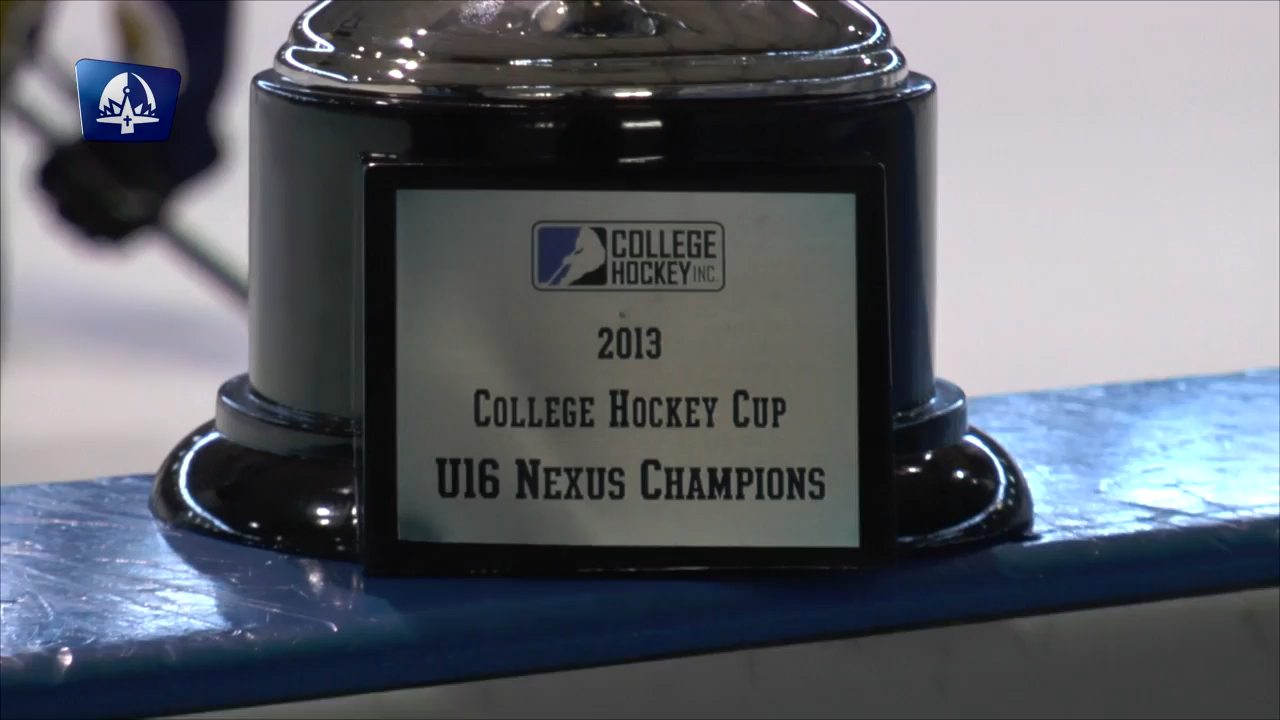 COLLEGE
HOCKEY INC.
2013
COLLEGE HOCKEY CUP
U16 NEXUS CHAMPIONS